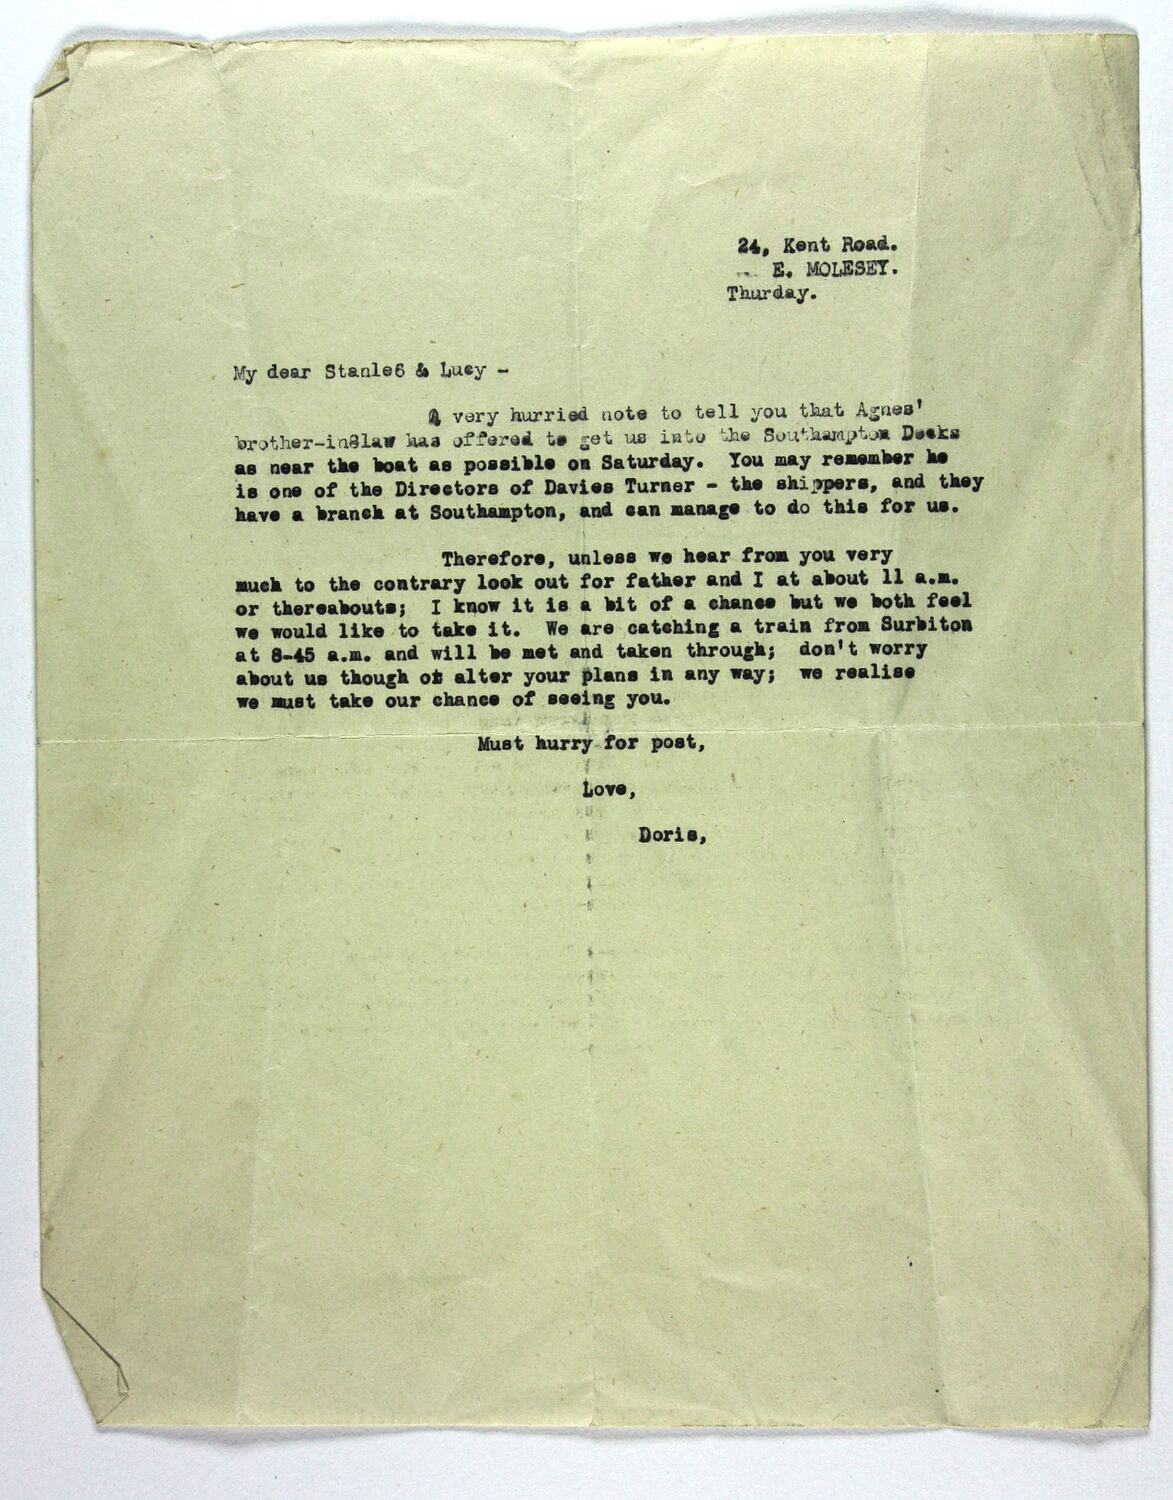 24, Kent Road.
E. MOLESEY.
Thurday.
My dear Stanle6 & Lucy -
A very hurried note to tell you that Agnes'
brother-in8law has offered to get us into the Southampton Docks
as near the boat as possible on Saturday. You may remember he
is one of the Directors of Davies Turner - the shippers, and they
have a branch at Southampton, and can manage to do this for us.
Therefore, unless we hear from you very
much to the contrary look out for father and I at about 11 a.m.
or thereabouts; I know it is a bit of a chance but we both feel
we would like to take it. We are catching a train from Surbiton
at 8-45 a.m. and will be met and taken through; don't worry
about us though or alter your plans in any way; we realise
we must take our chance of seeing you.
Must hurry for post,
Love,
Doris,